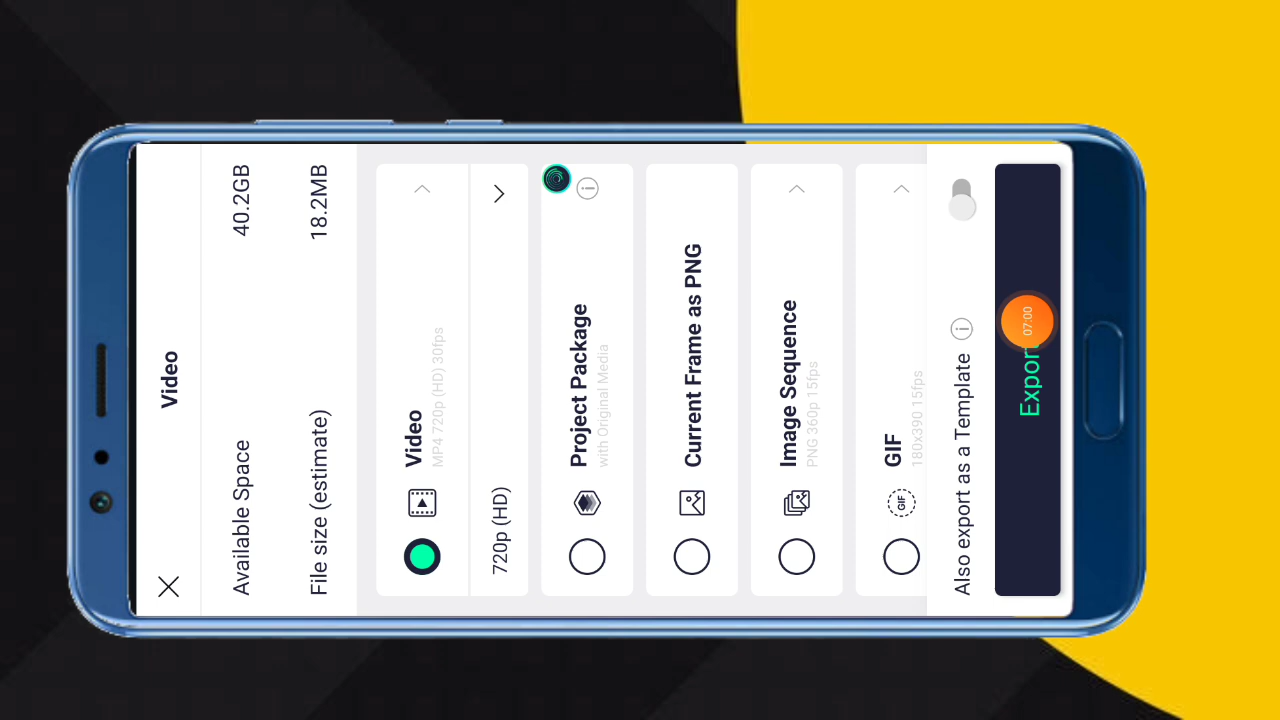 Video
Available Space 40.2GB
File size (estimate) 18.2MB
Video
MP4 720p (HD) 30fps
720p (HD)
Project Package
with Original Media
Current Frame as PNG
Image Sequence
PNG 360p 15fps
GIF
GIF
180x390 15fps
Also export as a Template
07:00
Export